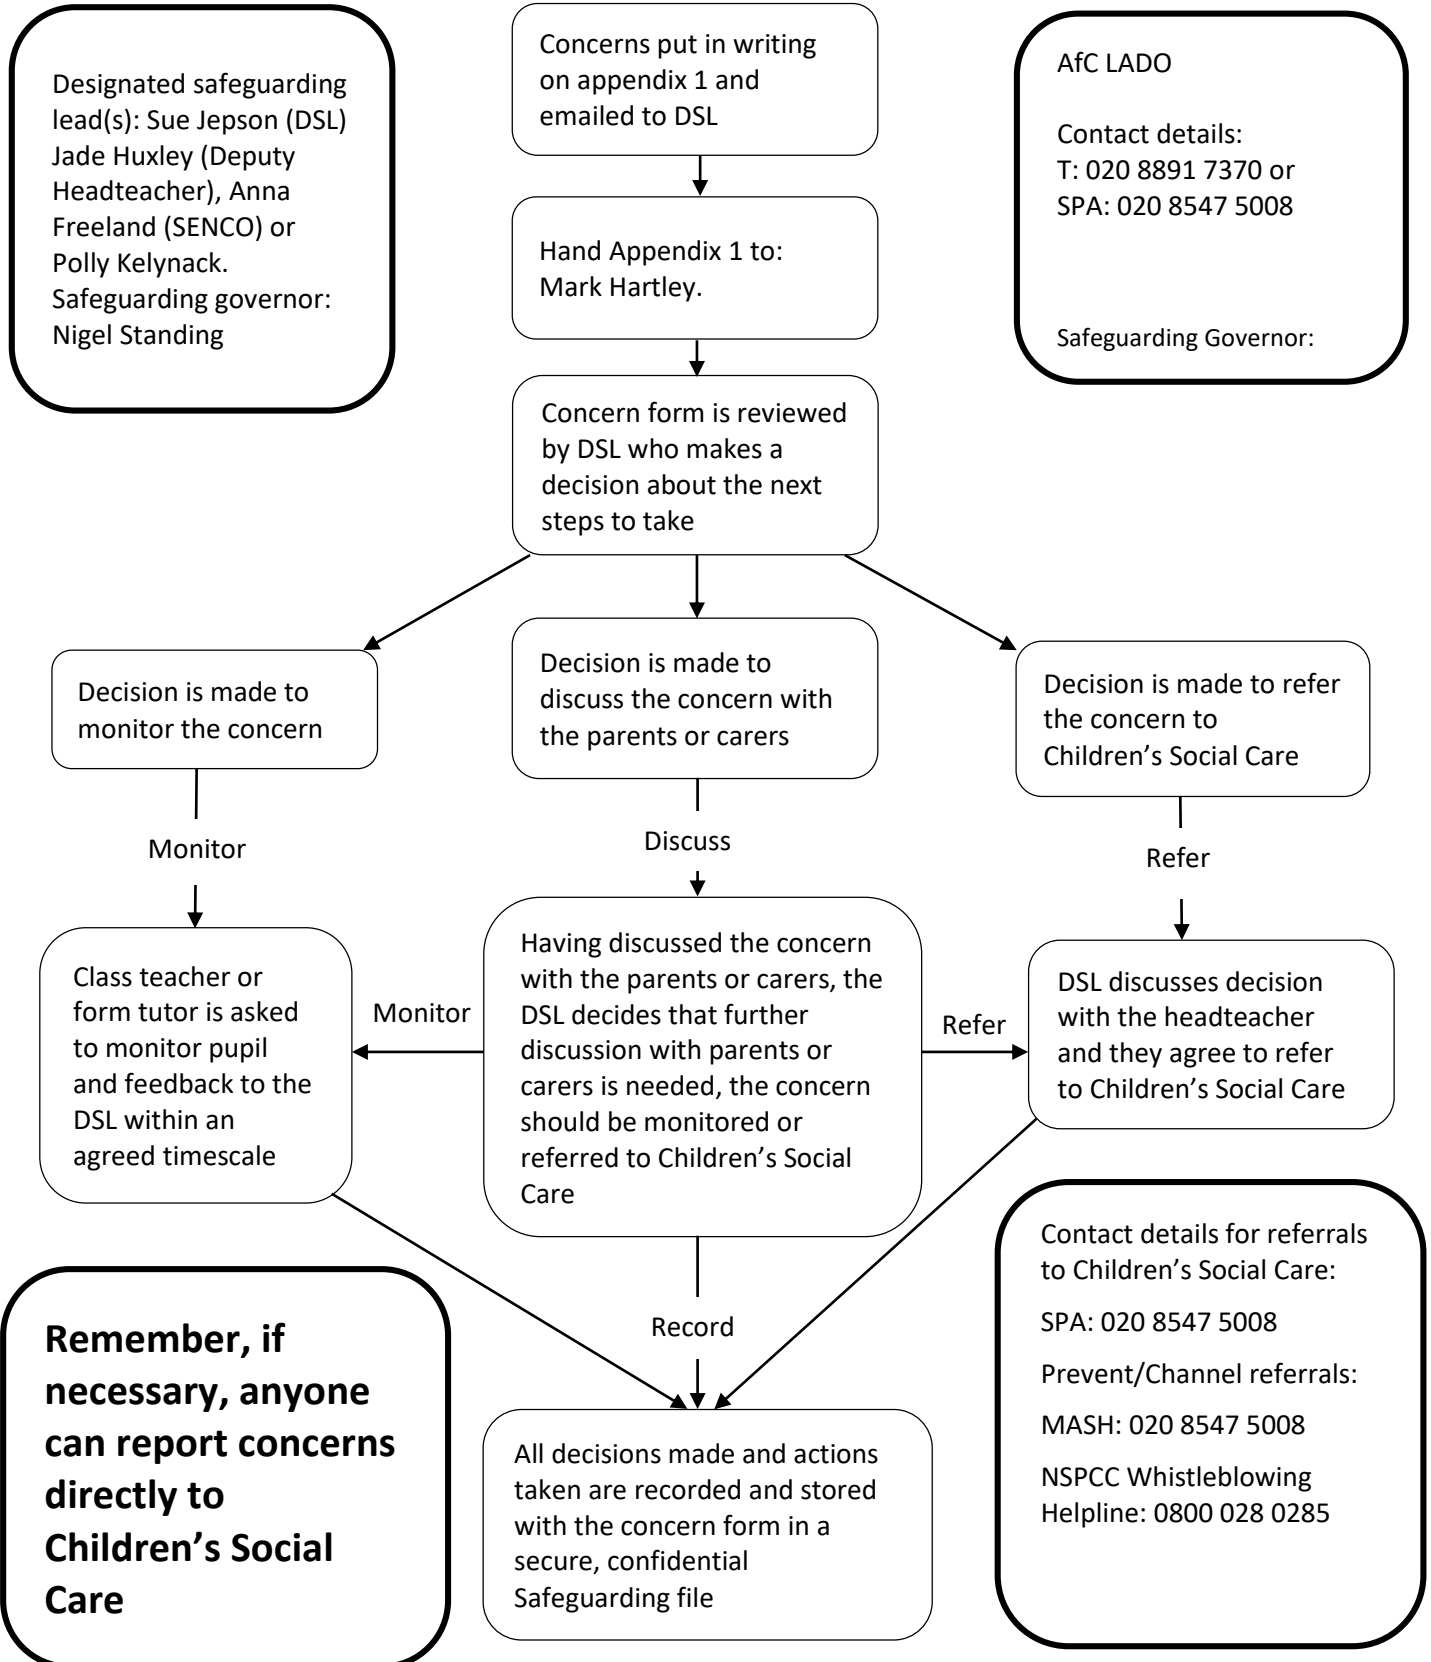 Designated safeguarding
lead(s): Sue Jepson (DSL)
Jade Huxley (Deputy
Headteacher), Anna
Freeland (SENCO) or
Polly Kelynack.
Safeguarding governor:
Nigel Standing
Concerns put in writing
on appendix 1 and
emailed to DSL
AfC LADO
Contact details:
T: 020 8891 7370 or
SPA: 020 8547 5008
Safeguarding Governor:
Hand Appendix 1 to:
Mark Hartley.
Concern form is reviewed
by DSL who makes a
decision about the next
steps to take
Decision is made to
monitor the concern
Decision is made to
discuss the concern with
the parents or carers
Decision is made to refer
the concern to
Children’s Social Care
Monitor
Discuss
Refer
Class teacher or
form tutor is asked
to monitor pupil
and feedback to the
DSL within an
agreed timescale
Monitor
Having discussed the concern
with the parents or carers, the
DSL decides that further
discussion with parents or
carers is needed, the concern
should be monitored or
referred to Children’s Social
Care
Refer
DSL discusses decision
with the headteacher
and they agree to refer
to Children’s Social Care
Remember, if
necessary, anyone
can report concerns
directly to
Children’s Social
Care
Record
All decisions made and actions
taken are recorded and stored
with the concern form in a
secure, confidential
Safeguarding file
Contact details for referrals
to Children’s Social Care:
SPA: 020 8547 5008
Prevent/Channel referrals:
MASH: 020 8547 5008
NSPCC Whistleblowing
Helpline: 0800 028 0285